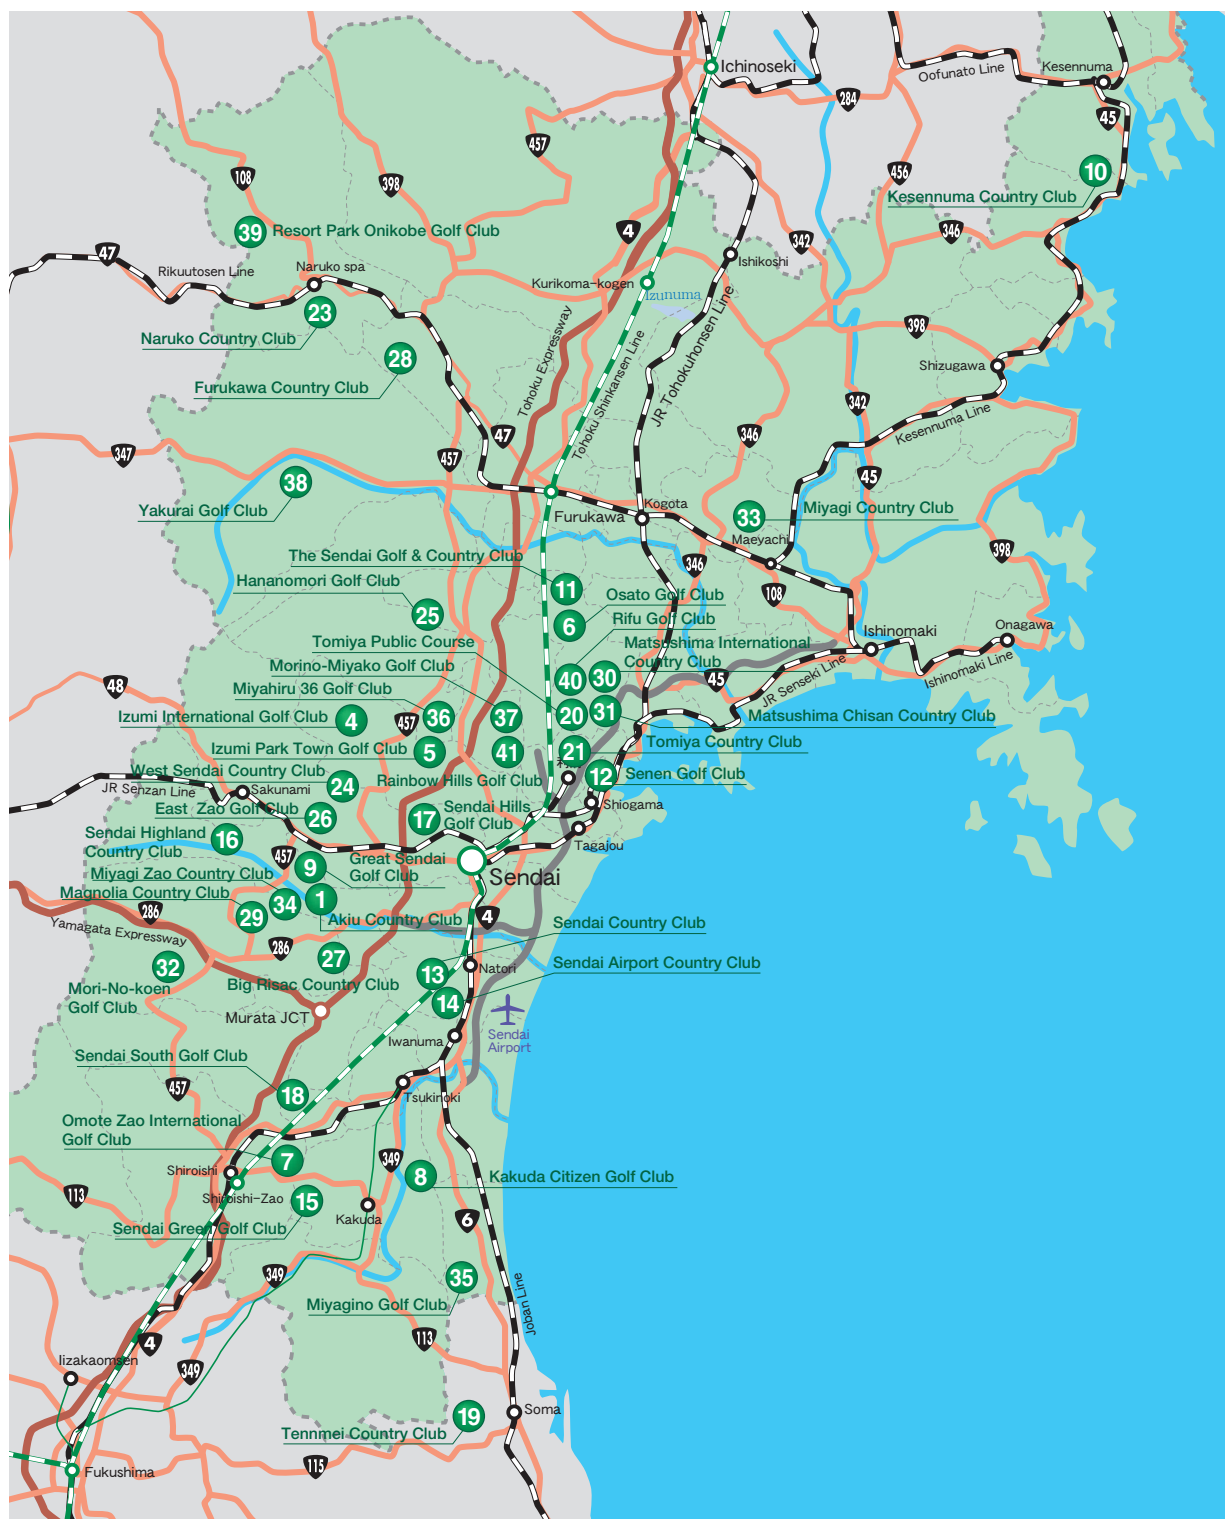 Ichinoseki
Oofunato Line
Kesennuma
284
45
457
108
398
456
10
Kesennuma Country Club
39
Resort Park Onikobe Golf Club
4
342
346
47
Rikuutosen Line
Naruko spa
Ishikoshi
Kurikoma-kogen
Izunuma
23
Naruko Country Club
Tohoku Expressway
Tohoku Shinkansen Line
JR Tohokuhonsen Line
398
28
Furukawa Country Club
Shizugawa
342
Kesennuma Line
347
457
47
346
45
38
Yakurai Golf Club
Furukawa
Kogota
33
Miyagi Country Club
Maeyachi
398
The Sendai Golf & Country Club
11
346
108
Hananomori Golf Club
25
Osato Golf Club
6
Rifu Golf Club
Tomiya Public Course
Matsushima International
Country Club
Ishinomaki
Onagawa
Ishinomaki Line
JR Senseki Line
45
Morino-Miyako Golf Club
40
30
48
Miyahiru 36 Golf Club
Izumi International Golf Club
4
457
36
37
20
31
Matsushima Chisan Country Club
Izumi Park Town Golf Club
5
41
21
Tomiya Country Club
West Sendai Country Club
Rainbow Hills Golf Club
12
Senen Golf Club
JR Senzan Line
Sakunami
24
East Zao Golf Club
26
17
Sendai Hills
Golf Club
Shiogama
Sendai Highland
Country Club
16
457
Tagajou
9
Great Sendai
Golf Club
Sendai
Miyagi Zao Country Club
Magnolia Country Club
34
1
Akiu Country Club
286
29
4
Sendai Country Club
Yamagata Expressway
286
32
27
13
Natori
Sendai Airport Country Club
Mori-No-koen
Golf Club
Big Risac Country Club
14
Murata JCT
Iwanuma
Sendai
Airport
Sendai South Golf Club
457
18
Tsukinoki
Omote Zao International
Golf Club
7
349
Shiroishi
8
Kakuda Citizen Golf Club
113
Shiroishi-Zao
15
Kakuda
Sendai Green Golf Club
6
349
35
Miyagino Golf Club
Joban Line
4
113
Iizakaomsen
349
19
Soma
Tennmei Country Club
115
Fukushima